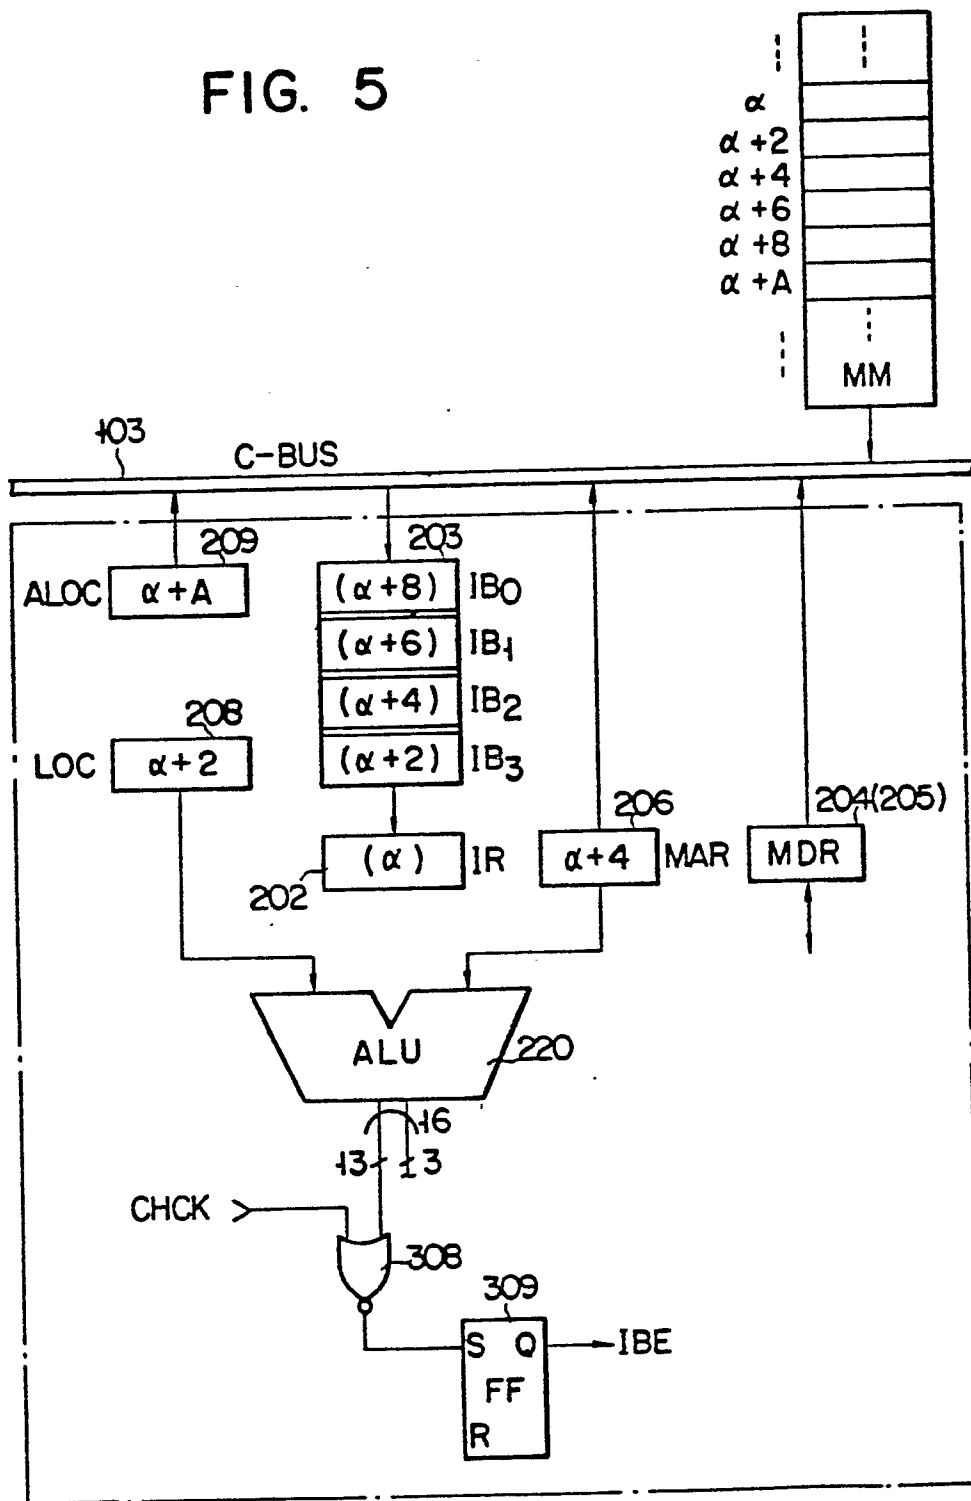 FIG. 5
α
α+2
α+4
α+6
α+8
α+A
MM
103
C-BUS
209
ALOC
α+A
203
(α+8) IB0
(α+6) IB1
(α+4) IB2
(α+2) IB3
208
LOC
α+2
202
(α) IR
206
α+4 MAR
204(205)
MDR
ALU
220
16
13
3
CHCK
308
309
S Q
FF
R
IBE